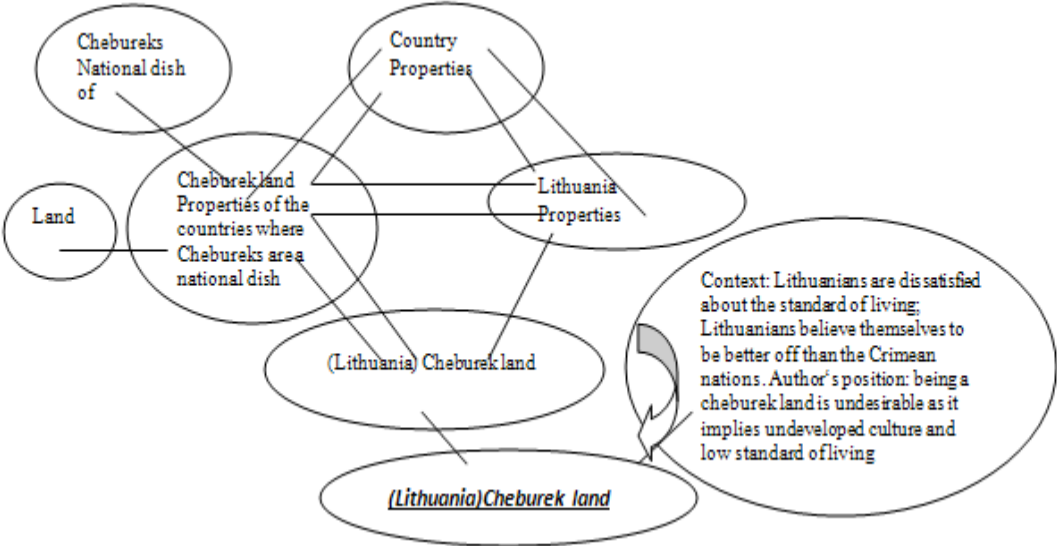 Chebureks
National dish
of
Country
Properties
Land
Cheburek land
Properties of the
countries where
Chebureks are a
national dish
Lithuania
Properties
(Lithuania) Cheburek land
Context: Lithuanians are dissatisfied
about the standard of living;
Lithuanians believe themselves to
be better off than the Crimean
nations. Author‘s position: being a
cheburek land is undesirable as it
implies undeveloped culture and
low standard of living
(Lithuania)Cheburek land